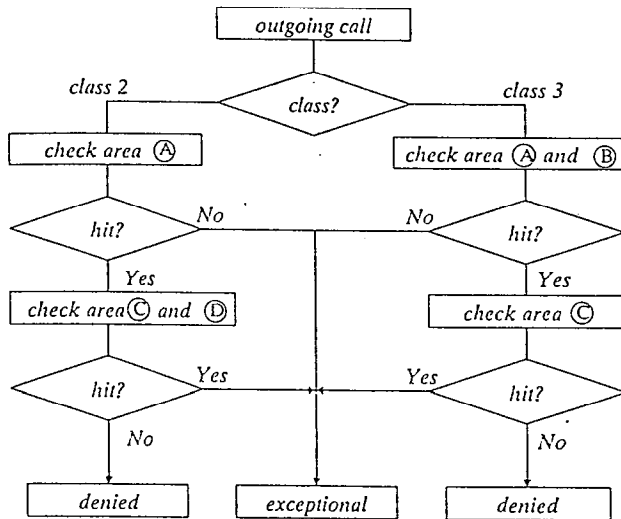 outgoing call
class 2
class?
class 3
check area Ⓐ
check area Ⓐ and Ⓑ
hit?
No
No
hit?
Yes
Yes
check area Ⓒ and Ⓓ
check area Ⓒ
hit?
Yes
Yes
hit?
No
No
denied
exceptional
denied